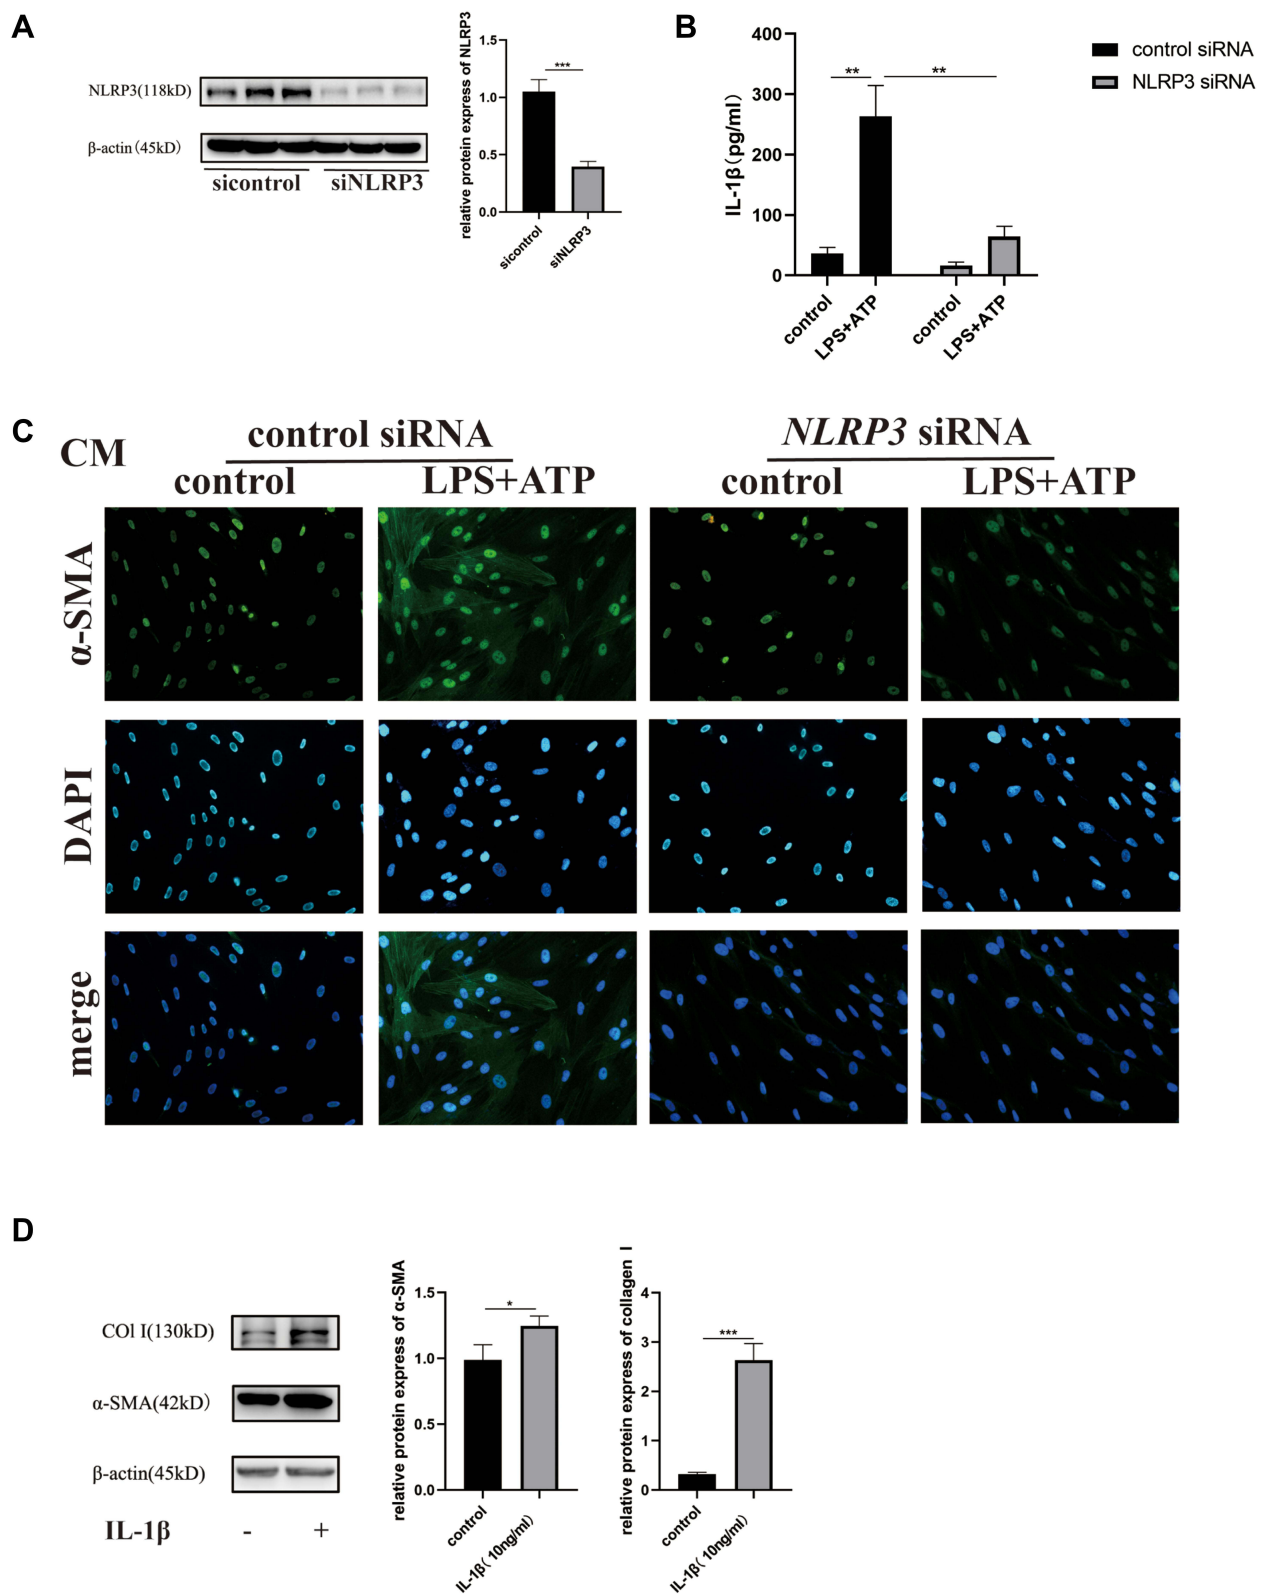 A
NLRP3(118kD)
β-actin(45kD)
sicontrol siNLRP3
relative protein express of NLRP3
1.5
1.0
0.5
0.0
***
sicontrol
siNLRP3
B
IL-1β(pg/ml)
400
300
200
100
0
**
**
control
LPS+ATP
control
LPS+ATP
control siRNA
NLRP3 siRNA
C
CM
control siRNA
NLRP3 siRNA
control
LPS+ATP
control
LPS+ATP
α-SMA
DAPI
merge
D
COl I(130kD)
α-SMA(42kD)
β-actin(45kD)
IL-1β - +
relative protein express of α-SMA
1.5
1.0
0.5
0.0
*
control
IL-1β(10ng/ml)
relative protein express of collagen I
4
3
2
1
0
***
control
IL-1β(10ng/ml)